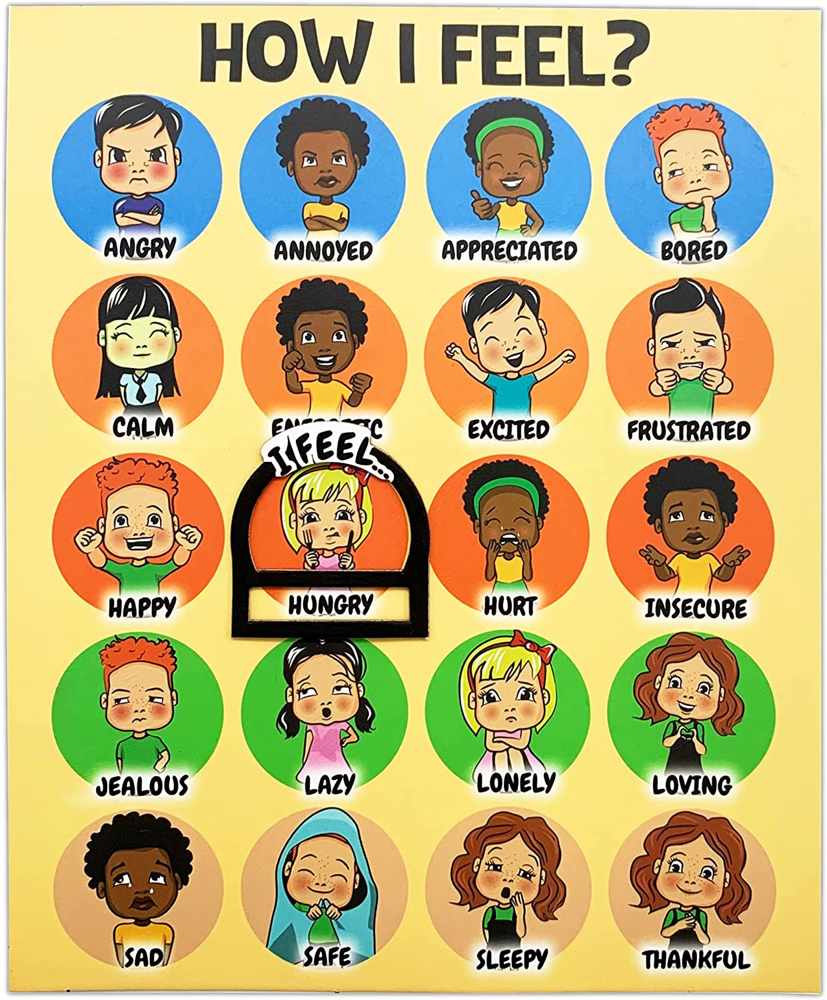 HOW I FEEL?
ANGRY
ANNOYED
APPRECIATED
BORED
CALM
EXCITED
FRUSTRATED
I FEEL...
HAPPY
HUNGRY
HURT
INSECURE
JEALOUS
LAZY
LONELY
LOVING
SAD
SAFE
SLEEPY
THANKFUL